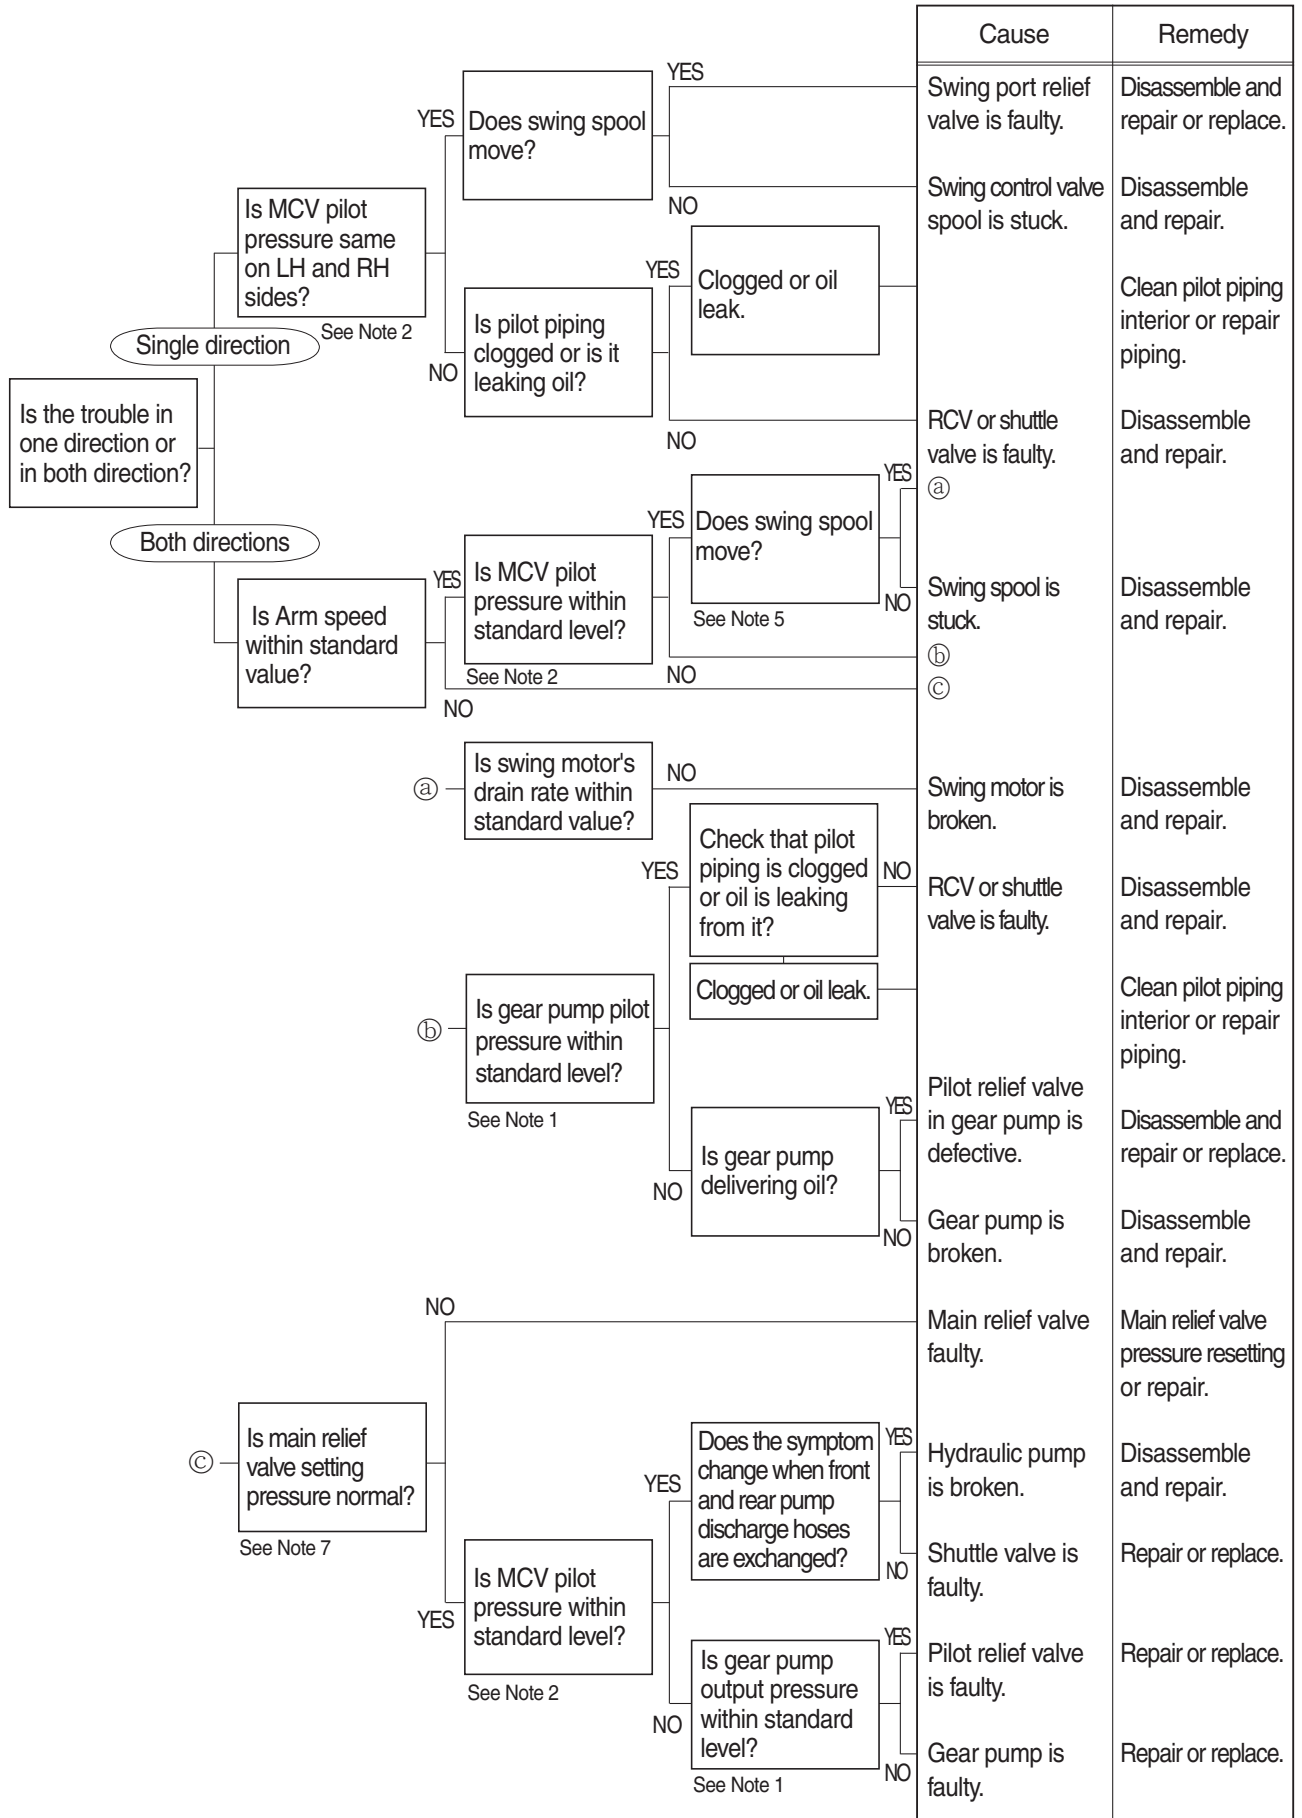 Cause
Remedy
YES
Swing port relief
valve is faulty.
Disassemble and
repair or replace.
YES
Does swing spool
move?
NO
Swing control valve
spool is stuck.
Disassemble
and repair.
Is MCV pilot
pressure same
on LH and RH
sides?
See Note 2
Single direction
YES
Clogged or oil
leak.
Clean pilot piping
interior or repair
piping.
NO
Is pilot piping
clogged or is it
leaking oil?
NO
RCV or shuttle
valve is faulty.
Disassemble
and repair.
Is the trouble in
one direction or
in both direction?
Both directions
YES
ⓐ
YES
Does swing spool
move?
See Note 5
NO
Swing spool is
stuck.
Disassemble
and repair.
YES
Is MCV pilot
pressure within
standard level?
See Note 2
NO
ⓑ
Is Arm speed
within standard
value?
NO
ⓒ
ⓐ
Is swing motor's
drain rate within
standard value?
NO
Swing motor is
broken.
Disassemble
and repair.
YES
Check that pilot
piping is clogged
or oil is leaking
from it?
NO
RCV or shuttle
valve is faulty.
Disassemble
and repair.
Clogged or oil leak.
Clean pilot piping
interior or repair
piping.
ⓑ
Is gear pump pilot
pressure within
standard level?
See Note 1
YES
Pilot relief valve
in gear pump is
defective.
Disassemble and
repair or replace.
NO
Is gear pump
delivering oil?
NO
Gear pump is
broken.
Disassemble
and repair.
NO
Main relief valve
faulty.
Main relief valve
pressure resetting
or repair.
ⓒ
Is main relief
valve setting
pressure normal?
See Note 7
YES
Does the symptom
change when front
and rear pump
discharge hoses
are exchanged?
YES
Hydraulic pump
is broken.
Disassemble
and repair.
NO
Shuttle valve is
faulty.
Repair or replace.
YES
Is MCV pilot
pressure within
standard level?
See Note 2
NO
Is gear pump
output pressure
within standard
level?
See Note 1
YES
Pilot relief valve
is faulty.
Repair or replace.
NO
Gear pump is
faulty.
Repair or replace.